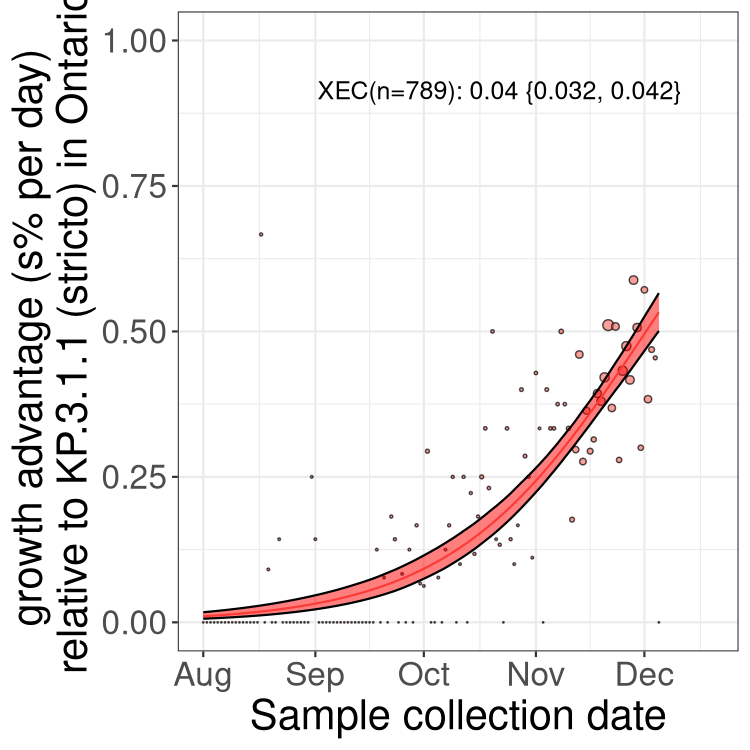 growth advantage (s% per day)
relative to KP.3.1.1 (stricto) in Ontario
1.00
0.75
0.50
0.25
0.00
XEC(n=789): 0.04 {0.032, 0.042}
Aug Sep Oct Nov Dec
Sample collection date